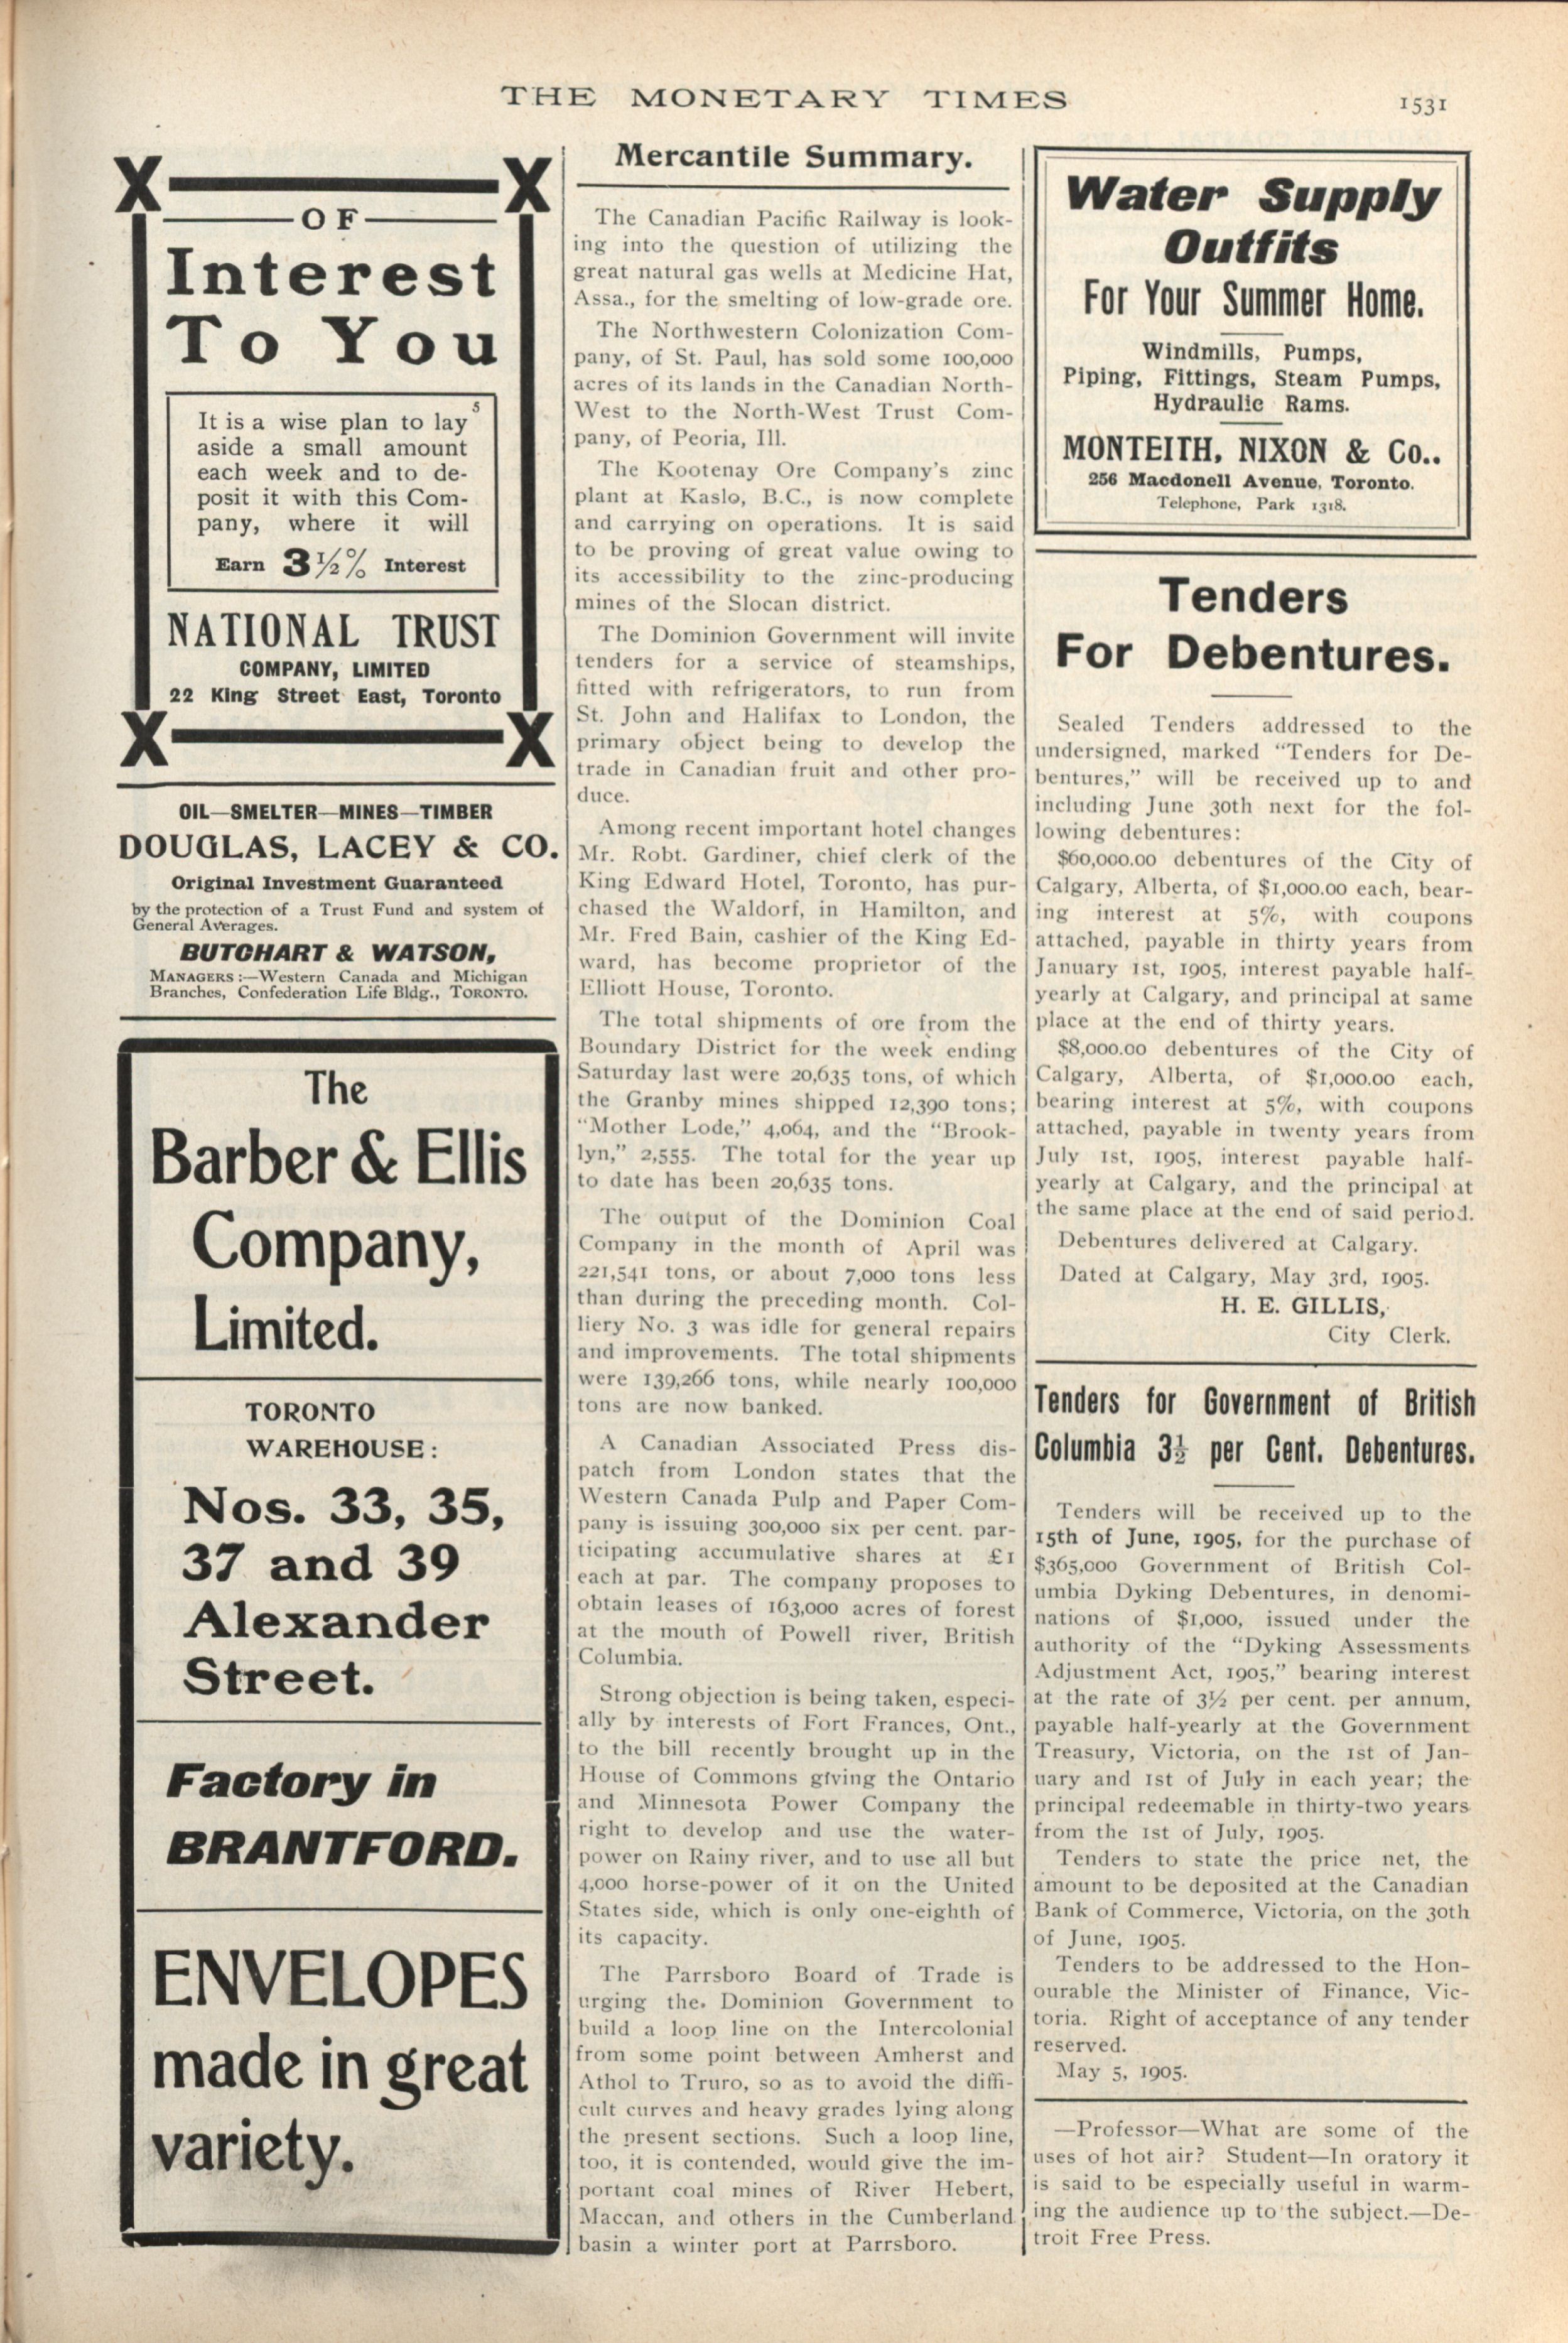 THE MONETARY TIMES
1531
X X
OF
Interest
To You
It is a wise plan to lay 5
aside a small amount
each week and to de-
posit it with this Com-
pany, where it will
Earn 3½% Interest
NATIONAL TRUST
COMPANY, LIMITED
22 King Street East, Toronto
X X
OIL—SMELTER—MINES—TIMBER
DOUGLAS, LACEY & CO.
Original Investment Guaranteed
by the protection of a Trust Fund and system of
General Averages.
BUTCHART & WATSON,
MANAGERS:—Western Canada and Michigan
Branches, Confederation Life Bldg., TORONTO.
The
Barber & Ellis
Company,
Limited.
TORONTO
WAREHOUSE:
Nos. 33, 35,
37 and 39
Alexander
Street.
Factory in
BRANTFORD.
ENVELOPES
made in great
variety.
Mercantile Summary.
The Canadian Pacific Railway is look-
ing into the question of utilizing the
great natural gas wells at Medicine Hat,
Assa., for the smelting of low-grade ore.
The Northwestern Colonization Com-
pany, of St. Paul, has sold some 100,000
acres of its lands in the Canadian North-
West to the North-West Trust Com-
pany, of Peoria, Ill.
The Kootenay Ore Company's zinc
plant at Kaslo, B.C., is now complete
and carrying on operations. It is said
to be proving of great value owing to
its accessibility to the zinc-producing
mines of the Slocan district.
The Dominion Government will invite
tenders for a service of steamships,
fitted with refrigerators, to run from
St. John and Halifax to London, the
primary object being to develop the
trade in Canadian fruit and other pro-
duce.
Among recent important hotel changes
Mr. Robt. Gardiner, chief clerk of the
King Edward Hotel, Toronto, has pur-
chased the Waldorf, in Hamilton, and
Mr. Fred Bain, cashier of the King Ed-
ward, has become proprietor of the
Elliott House, Toronto.
The total shipments of ore from the
Boundary District for the week ending
Saturday last were 20,635 tons, of which
the Granby mines shipped 12,390 tons;
"Mother Lode," 4,064, and the "Brook-
lyn," 2,555. The total for the year up
to date has been 20,635 tons.
The output of the Dominion Coal
Company in the month of April was
221,541 tons, or about 7,000 tons less
than during the preceding month. Col-
liery No. 3 was idle for general repairs
and improvements. The total shipments
were 139,266 tons, while nearly 100,000
tons are now banked.
A Canadian Associated Press dis-
patch from London states that the
Western Canada Pulp and Paper Com-
pany is issuing 300,000 six per cent. par-
ticipating accumulative shares at £1
each at par. The company proposes to
obtain leases of 163,000 acres of forest
at the mouth of Powell river, British
Columbia.
Strong objection is being taken, especi-
ally by interests of Fort Frances, Ont.,
to the bill recently brought up in the
House of Commons giving the Ontario
and Minnesota Power Company the
right to develop and use the water-
power on Rainy river, and to use all but
4,000 horse-power of it on the United
States side, which is only one-eighth of
its capacity.
The Parrsboro Board of Trade is
urging the. Dominion Government to
build a loop line on the Intercolonial
from some point between Amherst and
Athol to Truro, so as to avoid the diffi-
cult curves and heavy grades lying along
the present sections. Such a loop line,
too, it is contended, would give the im-
portant coal mines of River Hebert,
Maccan, and others in the Cumberland
basin a winter port at Parrsboro.
Water Supply
Outfits
For Your Summer Home.
Windmills, Pumps,
Piping, Fittings, Steam Pumps,
Hydraulic Rams.
MONTEITH, NIXON & Co..
256 Macdonell Avenue, Toronto.
Telephone, Park 1318.
Tenders
For Debentures.
Sealed Tenders addressed to the
undersigned, marked "Tenders for De-
bentures," will be received up to and
including June 30th next for the fol-
lowing debentures:
$60,000.00 debentures of the City of
Calgary, Alberta, of $1,000.00 each, bear-
ing interest at 5%, with coupons
attached, payable in thirty years from
January 1st, 1905, interest payable half-
yearly at Calgary, and principal at same
place at the end of thirty years.
$8,000.00 debentures of the City of
Calgary, Alberta, of $1,000.00 each,
bearing interest at 5%, with coupons
attached, payable in twenty years from
July 1st, 1905, interest payable half-
yearly at Calgary, and the principal at
the same place at the end of said period.
Debentures delivered at Calgary.
Dated at Calgary, May 3rd, 1905.
H. E. GILLIS,
City Clerk.
Tenders for Government of British
Columbia 3½ per Cent. Debentures.
Tenders will be received up to the
15th of June, 1905, for the purchase of
$365,000 Government of British Col-
umbia Dyking Debentures, in denomi-
nations of $1,000, issued under the
authority of the "Dyking Assessments
Adjustment Act, 1905," bearing interest
at the rate of 3½ per cent. per annum,
payable half-yearly at the Government
Treasury, Victoria, on the 1st of Jan-
uary and 1st of July in each year; the
principal redeemable in thirty-two years
from the 1st of July, 1905.
Tenders to state the price net, the
amount to be deposited at the Canadian
Bank of Commerce, Victoria, on the 30th
of June, 1905.
Tenders to be addressed to the Hon-
ourable the Minister of Finance, Vic-
toria. Right of acceptance of any tender
reserved.
May 5, 1905.
—Professor—What are some of the
uses of hot air? Student—In oratory it
is said to be especially useful in warm-
ing the audience up to the subject.—De-
troit Free Press.